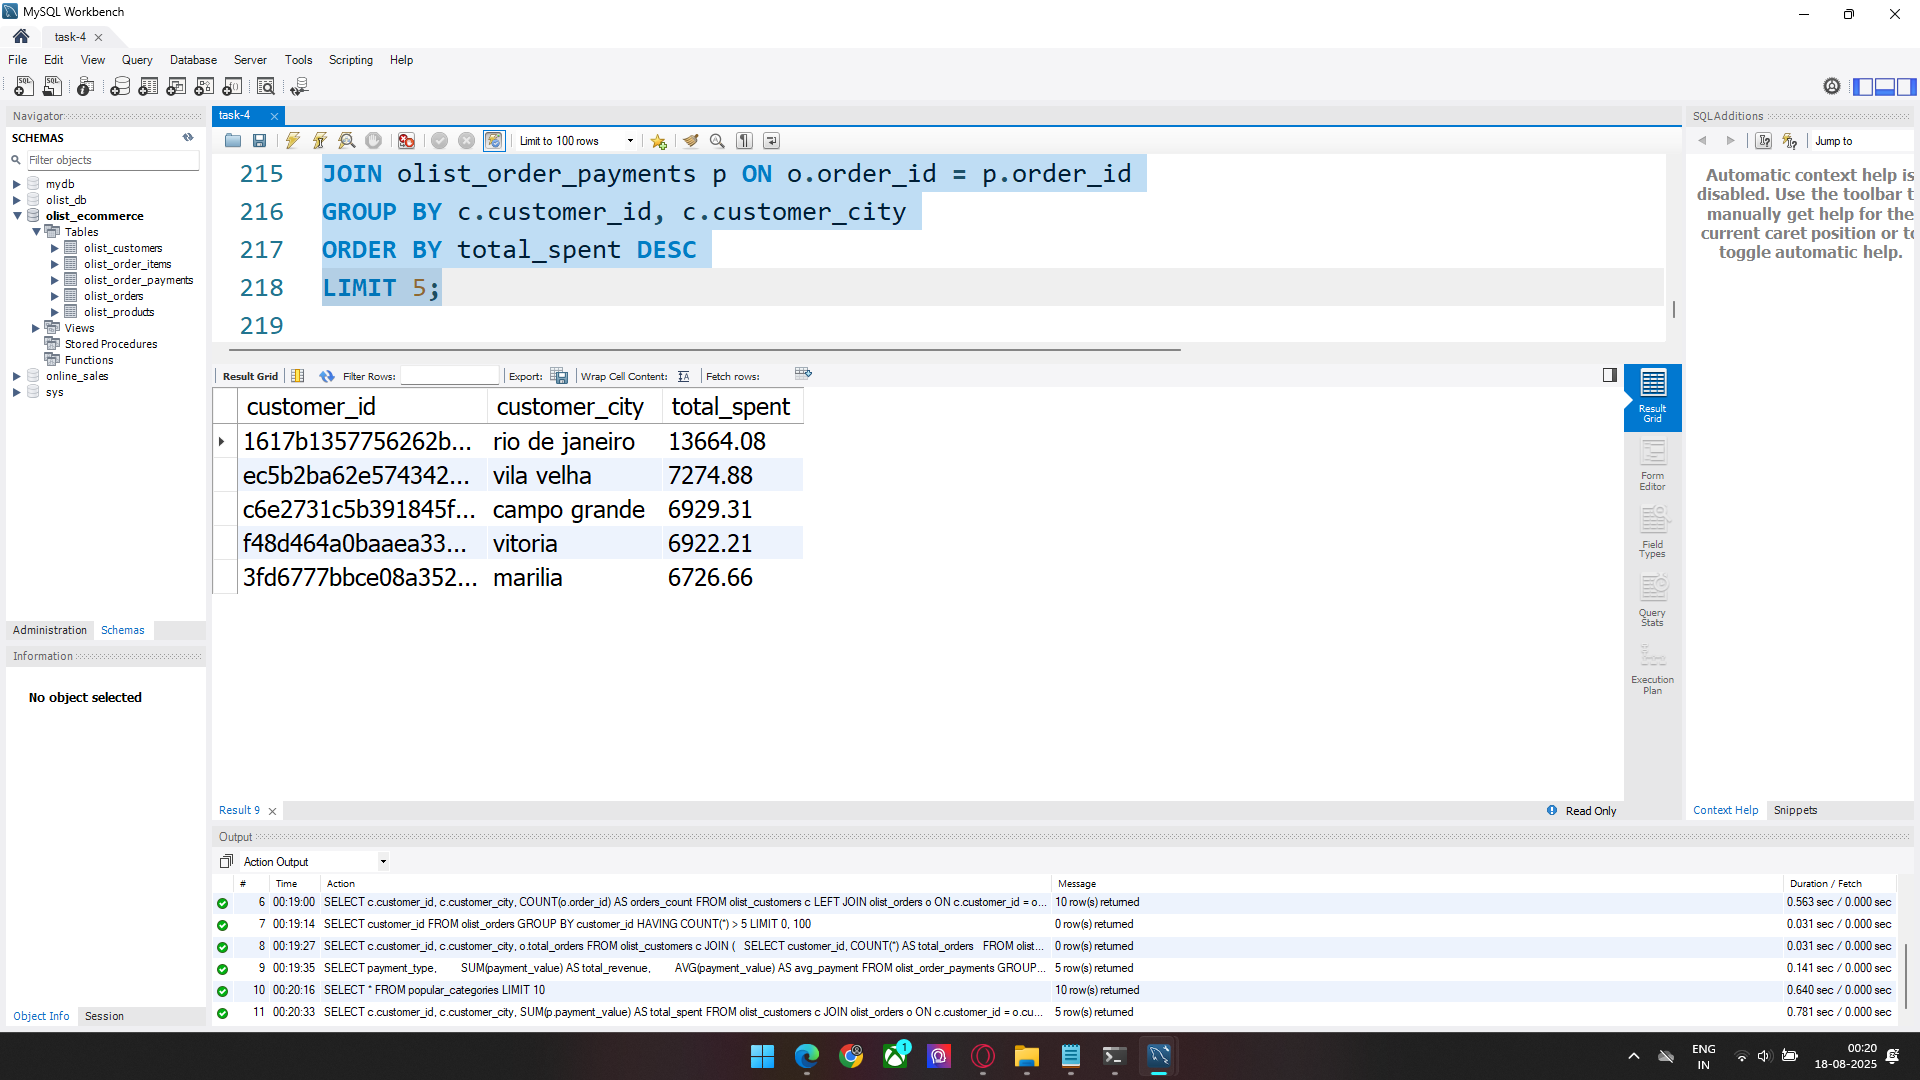 MySQL Workbench
task-4
File Edit View Query Database Server Tools Scripting Help
Navigator
SCHEMAS
Filter objects
mydb
olist_db
olist_ecommerce
Tables
olist_customers
olist_order_items
olist_order_payments
olist_orders
olist_products
Views
Stored Procedures
Functions
online_sales
sys
Administration Schemas
Information
No object selected
Object Info Session
task-4
Limit to 100 rows
215 JOIN olist_order_payments p ON o.order_id = p.order_id
216 GROUP BY c.customer_id, c.customer_city
217 ORDER BY total_spent DESC
218 LIMIT 5;
219
Result Grid Filter Rows: Export: Wrap Cell Content: Fetch rows:
customer_id customer_city total_spent
1617b1357756262b... rio de janeiro 13664.08
ec5b2ba62e574342... vila velha 7274.88
c6e2731c5b391845f... campo grande 6929.31
f48d464a0baaea33... vitoria 6922.21
3fd6777bbce08a352... marilia 6726.66
Result Grid
Form Editor
Field Types
Query Stats
Execution Plan
Result 9 Read Only
SQLAdditions
Jump to
Automatic context help is
disabled. Use the toolbar t
manually get help for the
current caret position or to
toggle automatic help.
Context Help Snippets
Output
Action Output
# Time Action Message Duration / Fetch
6 00:19:00 SELECT c.customer_id, c.customer_city, COUNT(o.order_id) AS orders_count FROM olist_customers c LEFT JOIN olist_orders o ON c.customer_id = o... 10 row(s) returned 0.563 sec / 0.000 sec
7 00:19:14 SELECT customer_id FROM olist_orders GROUP BY customer_id HAVING COUNT(*) > 5 LIMIT 0, 100 0 row(s) returned 0.031 sec / 0.000 sec
8 00:19:27 SELECT c.customer_id, c.customer_city, o.total_orders FROM olist_customers c JOIN ( SELECT customer_id, COUNT(*) AS total_orders FROM olist... 0 row(s) returned 0.031 sec / 0.000 sec
9 00:19:35 SELECT payment_type, SUM(payment_value) AS total_revenue, AVG(payment_value) AS avg_payment FROM olist_order_payments GROUP... 5 row(s) returned 0.141 sec / 0.000 sec
10 00:20:16 SELECT * FROM popular_categories LIMIT 10 10 row(s) returned 0.640 sec / 0.000 sec
11 00:20:33 SELECT c.customer_id, c.customer_city, SUM(p.payment_value) AS total_spent FROM olist_customers c JOIN olist_orders o ON c.customer_id = o.cu... 5 row(s) returned 0.781 sec / 0.000 sec
1
ENG
IN
00:20
18-08-2025